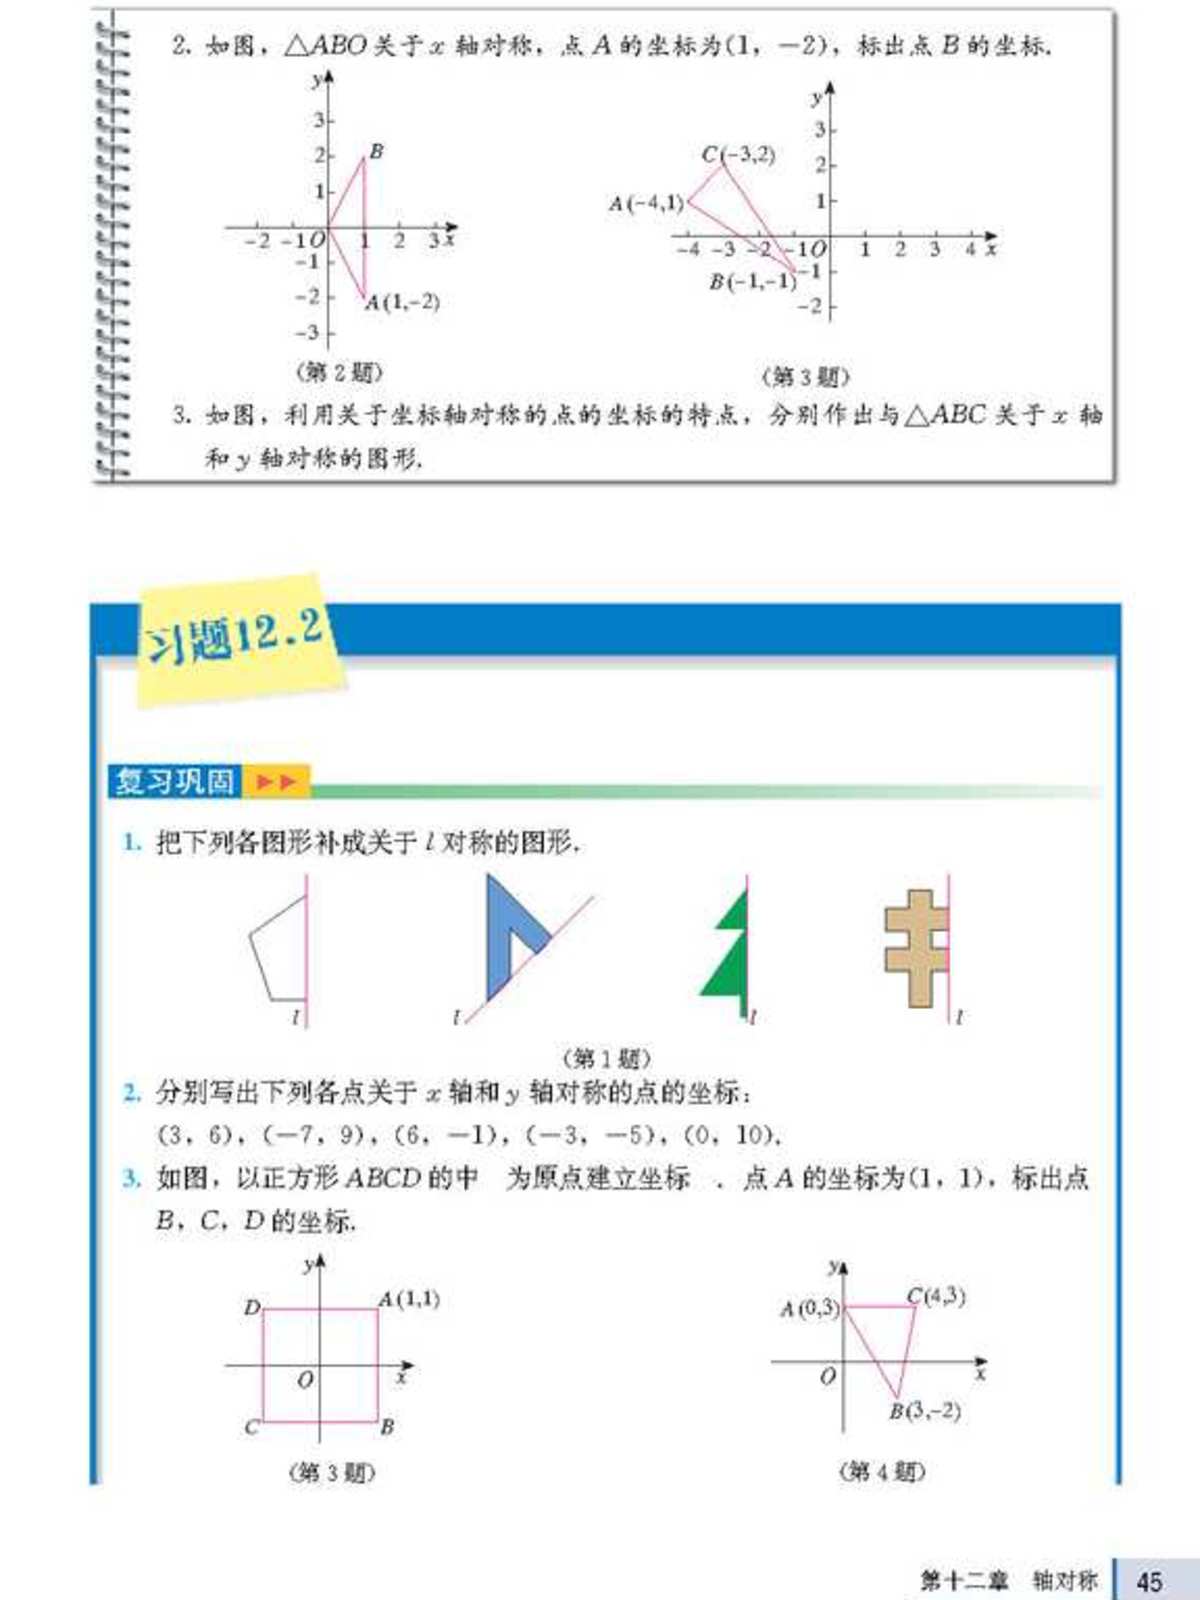 2. 如图，△ABO关于 x 轴对称，点 A 的坐标为(1，－2)，标出点 B 的坐标.
y
3
2
B
1
-2 -1 O 1 2 3 x
-1
-2
A(1,-2)
-3
(第 2 题)
y
3
C(-3,2)
2
A(-4,1)
1
-4 -3 -2 -1 O 1 2 3 4 x
B(-1,-1)
-1
-2
(第 3 题)
3. 如图，利用关于坐标轴对称的点的坐标的特点，分别作出与△ABC 关于 x 轴
和 y 轴对称的图形.
习题12.2
复习巩固
1. 把下列各图形补成关于 l 对称的图形.
l
l
l
l
(第 1 题)
2. 分别写出下列各点关于 x 轴和 y 轴对称的点的坐标：
(3，6)，(－7，9)，(6，－1)，(－3，－5)，(0，10).
3. 如图，以正方形 ABCD 的中 为原点建立坐标 . 点 A 的坐标为(1，1)，标出点
B，C，D 的坐标.
y
D
A(1,1)
O
x
C
B
(第 3 题)
y
A(0,3)
C(4,3)
O
x
B(3,-2)
(第 4 题)
第十二章 轴对称 45